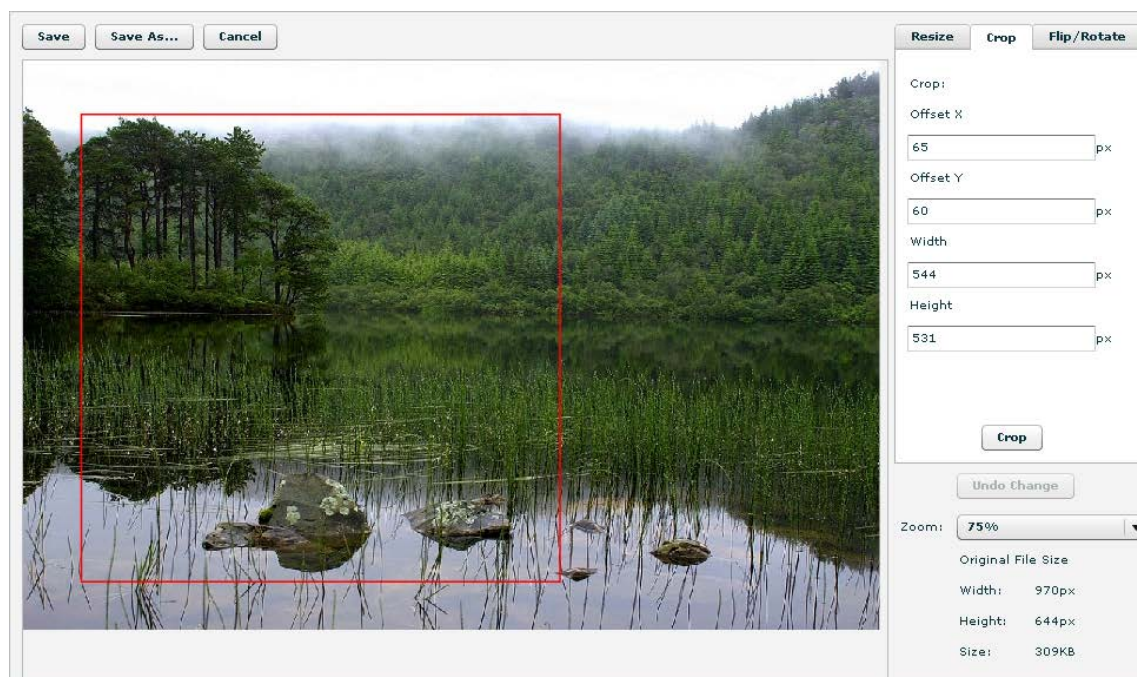 Save Save As... Cancel
Resize Crop Flip/Rotate
Crop:
Offset X
65 px
Offset Y
60 px
Width
544 px
Height
531 px
Crop
Undo Change
Zoom: 75%
Original File Size
Width: 970px
Height: 644px
Size: 309KB